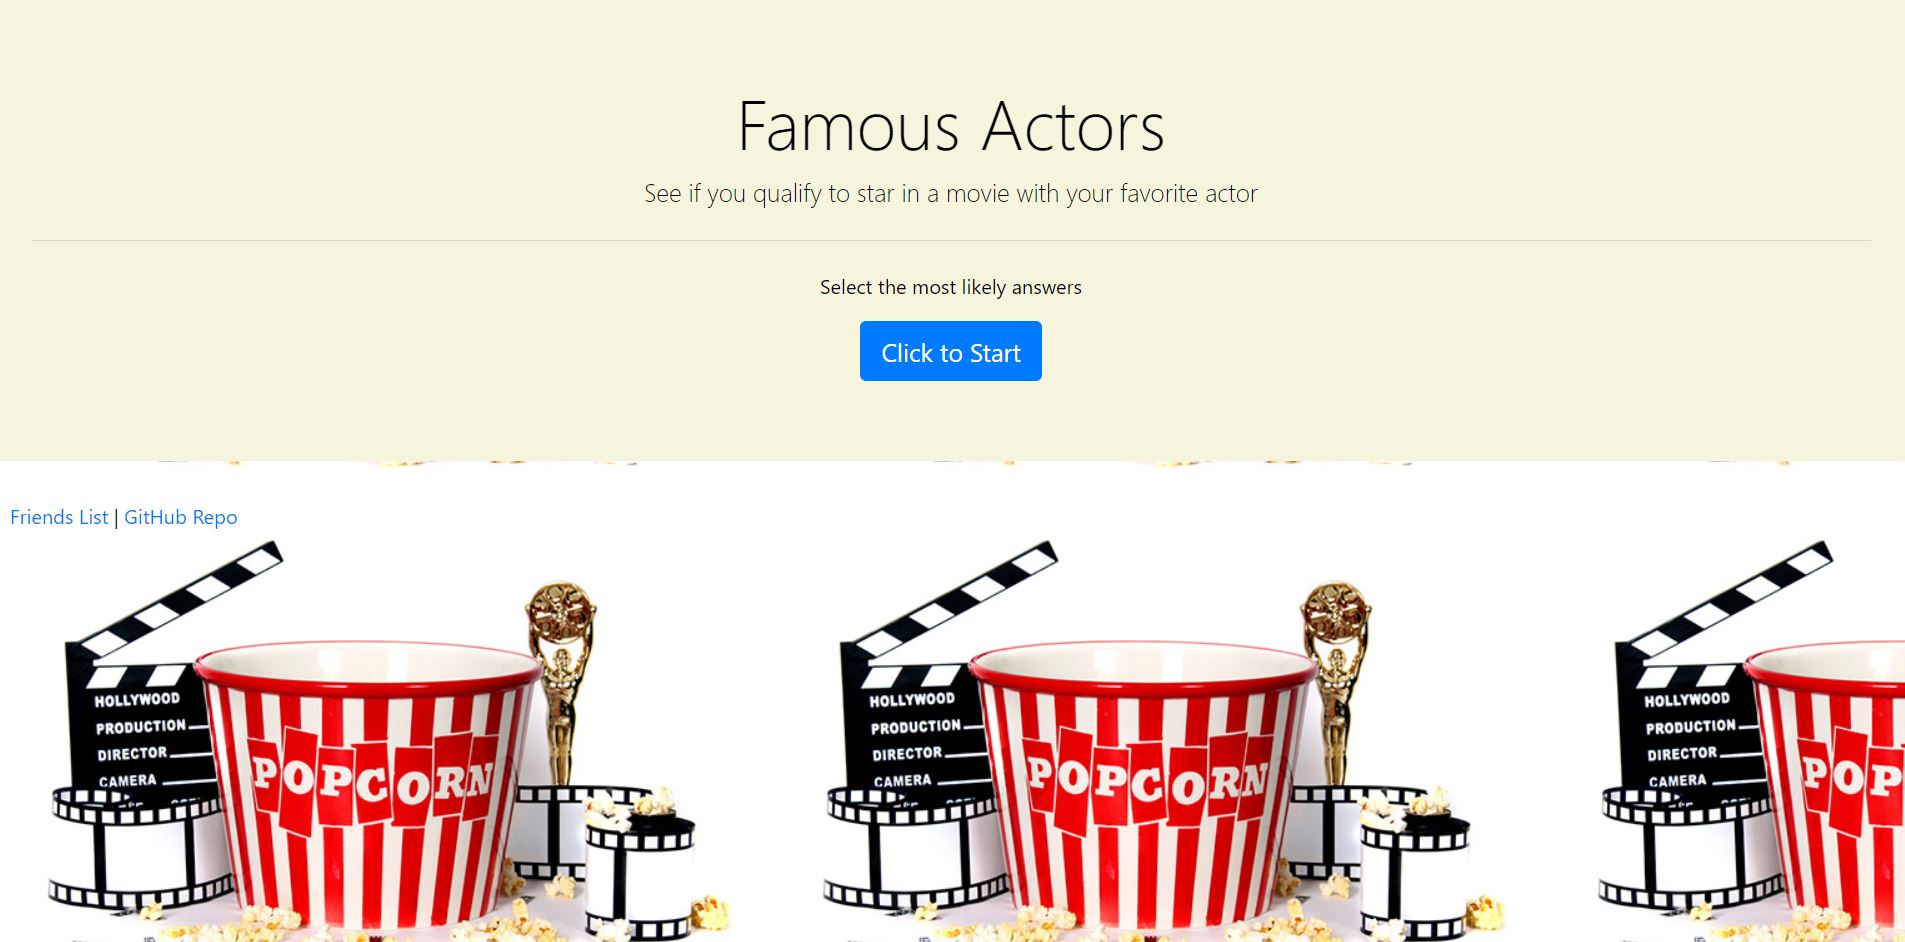 Famous Actors
See if you qualify to star in a movie with your favorite actor
Select the most likely answers
Click to Start
Friends List | GitHub Repo
HOLLYWOOD
PRODUCTION
DIRECTOR
CAMERA
POPCORN
HOLLYWOOD
PRODUCTION
DIRECTOR
CAMERA
POPCORN
HOLLYWOOD
PRODUCTION
DIRECTOR
CAMERA
POP